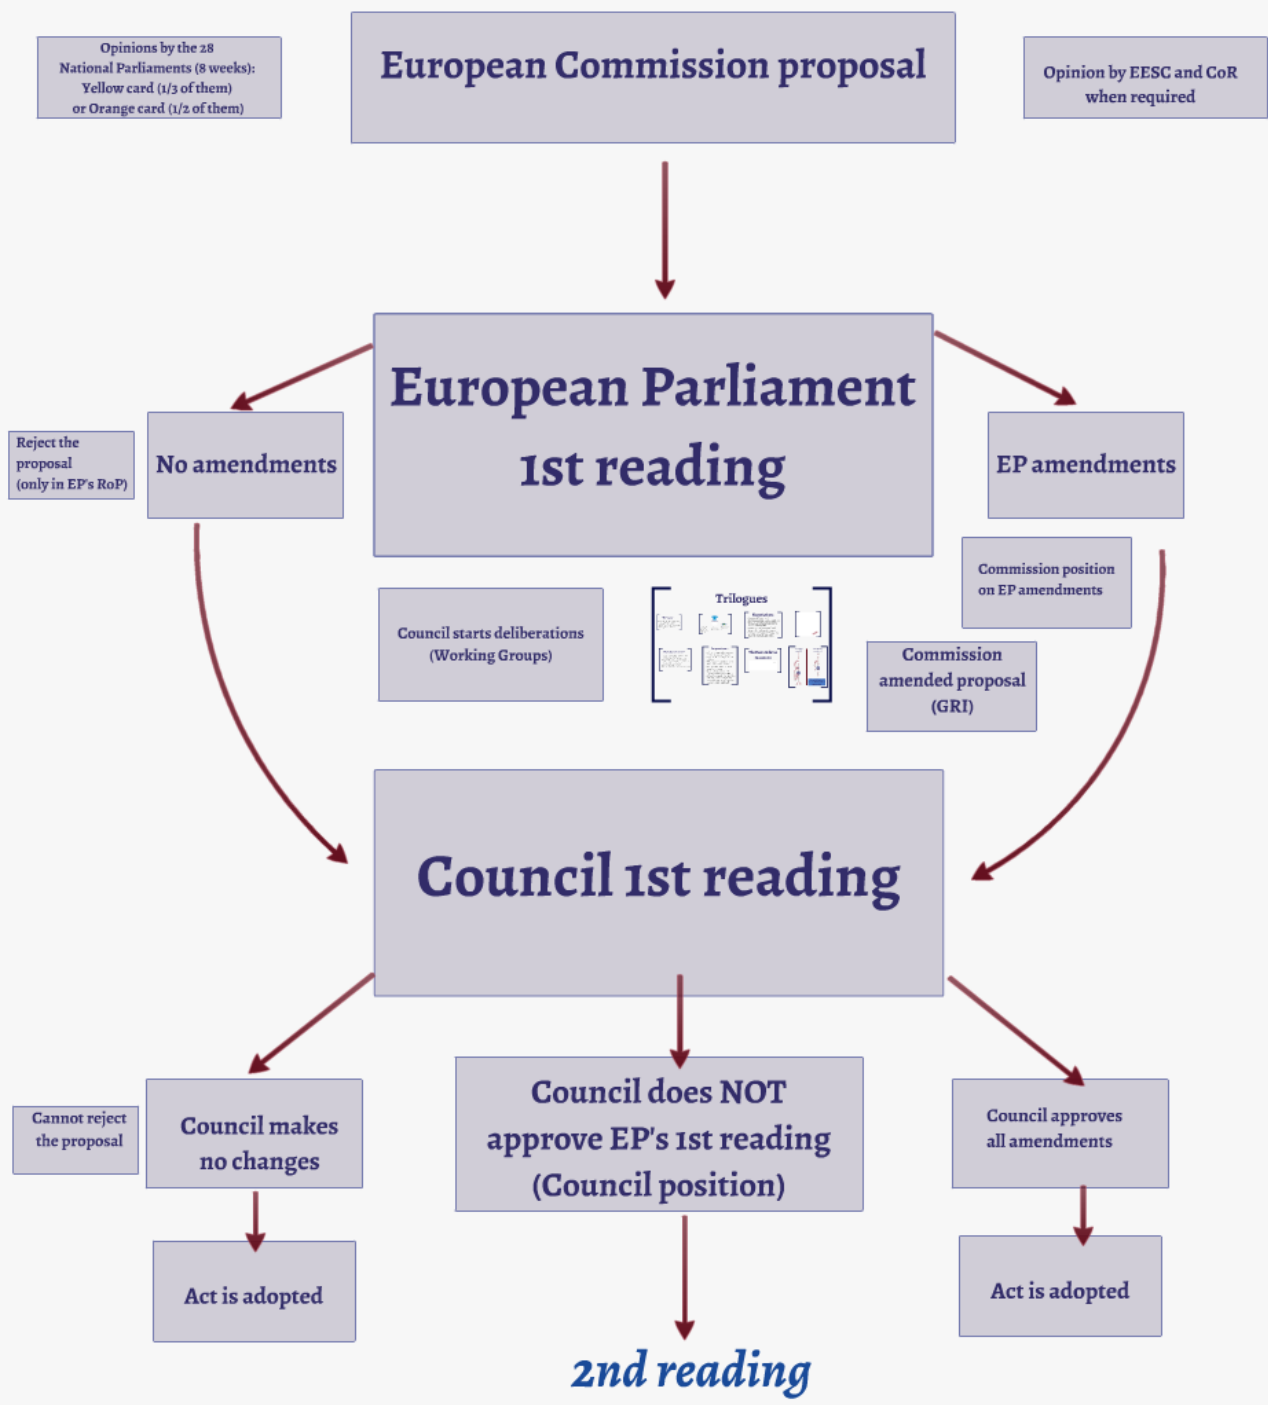 Opinions by the 28
National Parliaments (8 weeks):
Yellow card (1/3 of them)
or Orange card (1/2 of them)
European Commission proposal
Opinion by EESC and CoR
when required
European Parliament
1st reading
Reject the
proposal
(only in EP's RoP)
No amendments
EP amendments
Commission position
on EP amendments
Council starts deliberations
(Working Groups)
Trilogues
Commission
amended proposal
(GRI)
Council 1st reading
Cannot reject
the proposal
Council makes
no changes
Council does NOT
approve EP's 1st reading
(Council position)
Council approves
all amendments
Act is adopted
Act is adopted
2nd reading